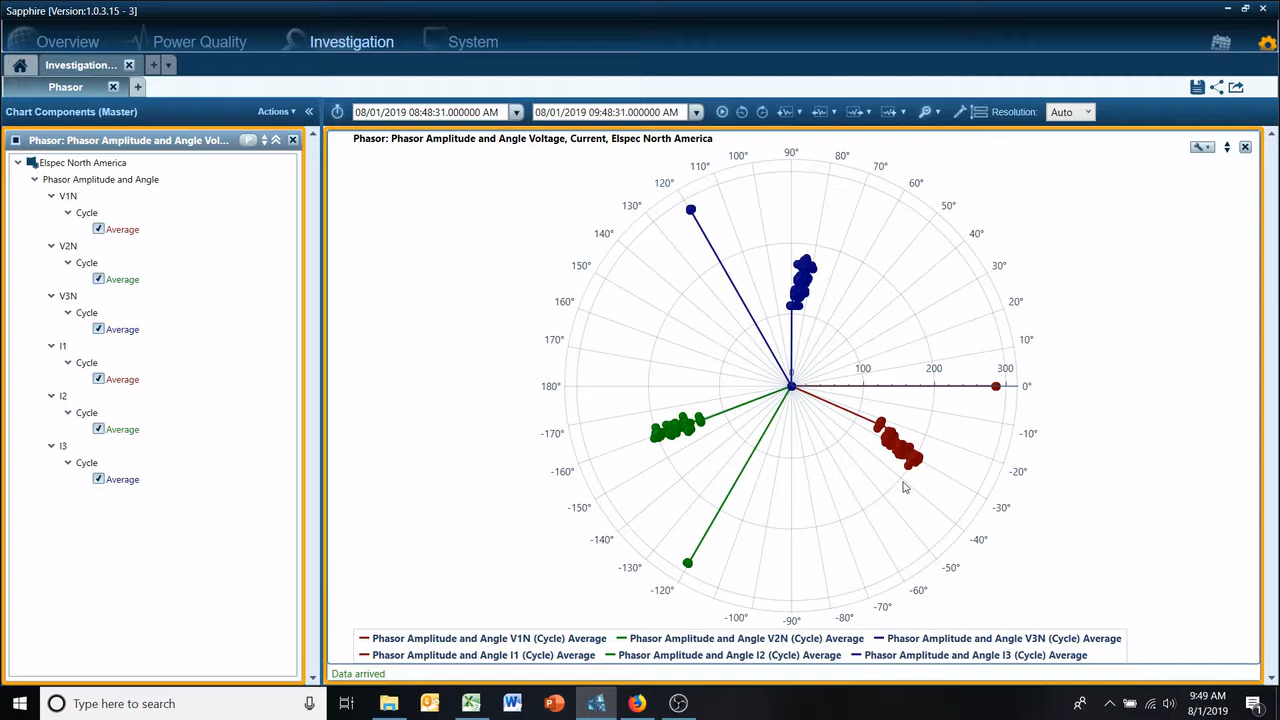 Sapphire [Version:1.0.3.15 - 3]
Overview
Power Quality
Investigation
System
Investigation...
Phasor
Chart Components (Master)
Actions
08/01/2019 08:48:31.000000 AM
08/01/2019 09:48:31.000000 AM
Resolution:
Auto
Phasor: Phasor Amplitude and Angle Vol...
P
Elspec North America
Phasor Amplitude and Angle
V1N
Cycle
Average
V2N
Cycle
Average
V3N
Cycle
Average
I1
Cycle
Average
I2
Cycle
Average
I3
Cycle
Average
Phasor: Phasor Amplitude and Angle Voltage, Current, Elspec North America
90°
100°
80°
110°
70°
120°
60°
130°
50°
140°
40°
150°
30°
160°
20°
170°
10°
180°
0
100
200
300
0°
-170°
-10°
-160°
-20°
-150°
-30°
-140°
-40°
-130°
-50°
-120°
-60°
-110°
-70°
-100°
-80°
-90°
Phasor Amplitude and Angle V1N (Cycle) Average
Phasor Amplitude and Angle V2N (Cycle) Average
Phasor Amplitude and Angle V3N (Cycle) Average
Phasor Amplitude and Angle I1 (Cycle) Average
Phasor Amplitude and Angle I2 (Cycle) Average
Phasor Amplitude and Angle I3 (Cycle) Average
Data arrived
Type here to search
9:49 AM
8/1/2019